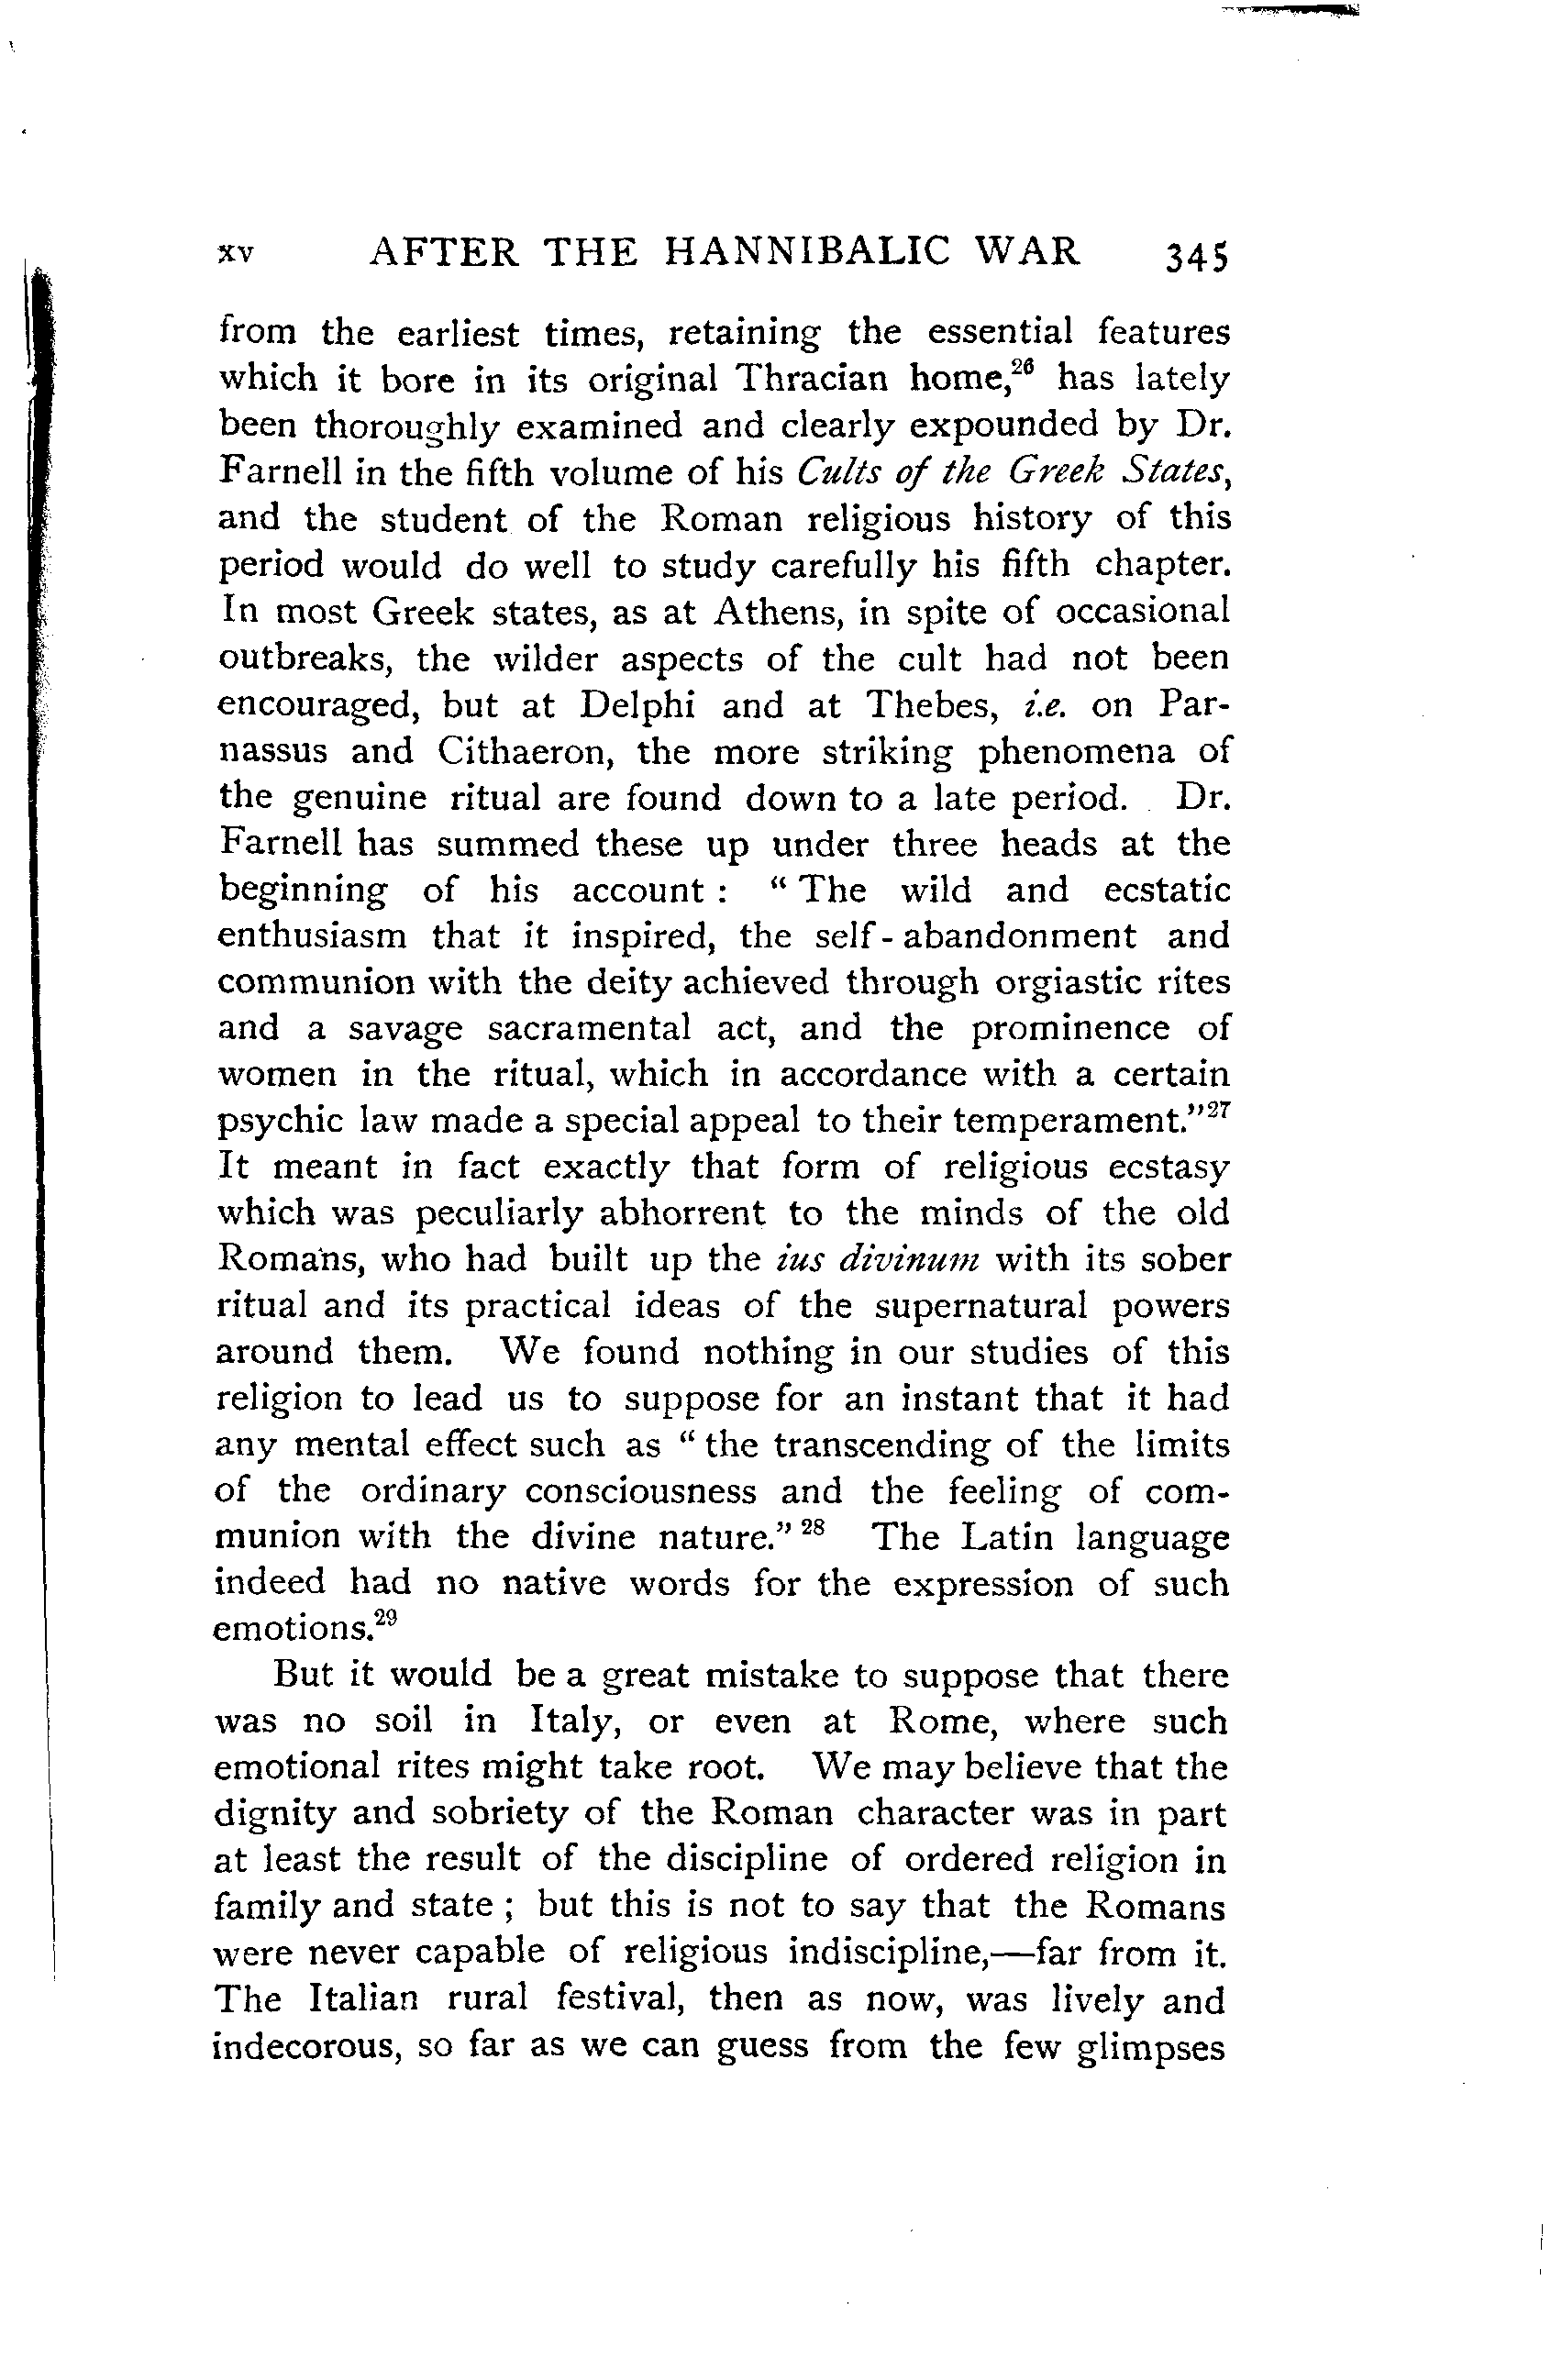 xv AFTER THE HANNIBALIC WAR 345
from the earliest times, retaining the essential features
which it bore in its original Thracian home,²⁶ has lately
been thoroughly examined and clearly expounded by Dr.
Farnell in the fifth volume of his Cults of the Greek States,
and the student of the Roman religious history of this
period would do well to study carefully his fifth chapter.
In most Greek states, as at Athens, in spite of occasional
outbreaks, the wilder aspects of the cult had not been
encouraged, but at Delphi and at Thebes, i.e. on Par-
nassus and Cithaeron, the more striking phenomena of
the genuine ritual are found down to a late period. Dr.
Farnell has summed these up under three heads at the
beginning of his account : “ The wild and ecstatic
enthusiasm that it inspired, the self-abandonment and
communion with the deity achieved through orgiastic rites
and a savage sacramental act, and the prominence of
women in the ritual, which in accordance with a certain
psychic law made a special appeal to their temperament.”²⁷
It meant in fact exactly that form of religious ecstasy
which was peculiarly abhorrent to the minds of the old
Romans, who had built up the ius divinum with its sober
ritual and its practical ideas of the supernatural powers
around them. We found nothing in our studies of this
religion to lead us to suppose for an instant that it had
any mental effect such as “ the transcending of the limits
of the ordinary consciousness and the feeling of com-
munion with the divine nature.” ²⁸ The Latin language
indeed had no native words for the expression of such
emotions.²⁹
But it would be a great mistake to suppose that there
was no soil in Italy, or even at Rome, where such
emotional rites might take root. We may believe that the
dignity and sobriety of the Roman character was in part
at least the result of the discipline of ordered religion in
family and state ; but this is not to say that the Romans
were never capable of religious indiscipline,—far from it.
The Italian rural festival, then as now, was lively and
indecorous, so far as we can guess from the few glimpses